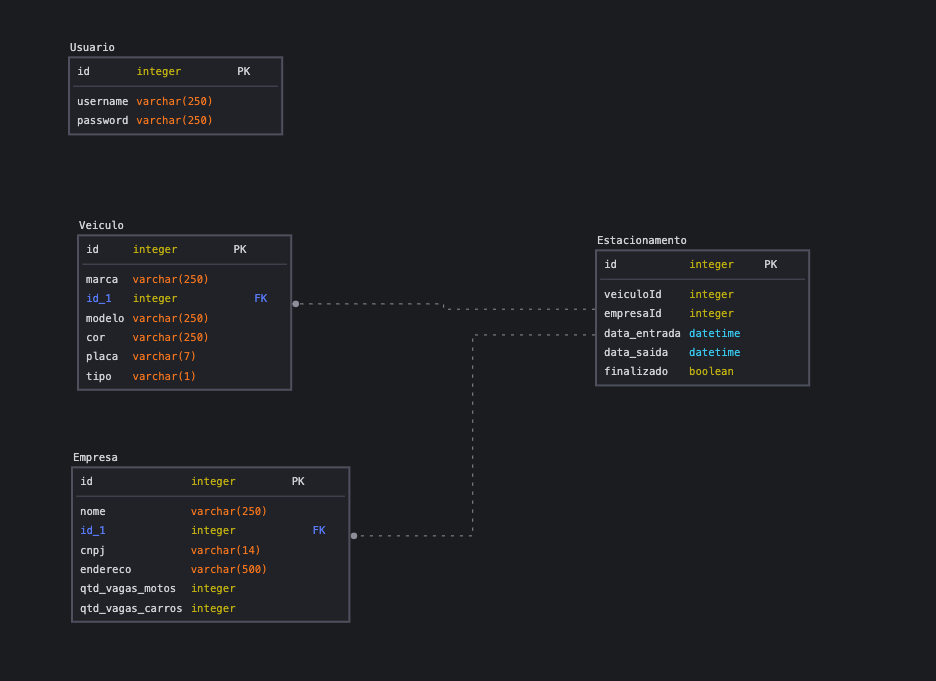 Usuario
id integer PK
username varchar(250)
password varchar(250)
Veiculo
id integer PK
marca varchar(250)
id_1 integer FK
modelo varchar(250)
cor varchar(250)
placa varchar(7)
tipo varchar(1)
Estacionamento
id integer PK
veiculoId integer
empresaId integer
data_entrada datetime
data_saida datetime
finalizado boolean
Empresa
id integer PK
nome varchar(250)
id_1 integer FK
cnpj varchar(14)
endereco varchar(500)
qtd_vagas_motos integer
qtd_vagas_carros integer